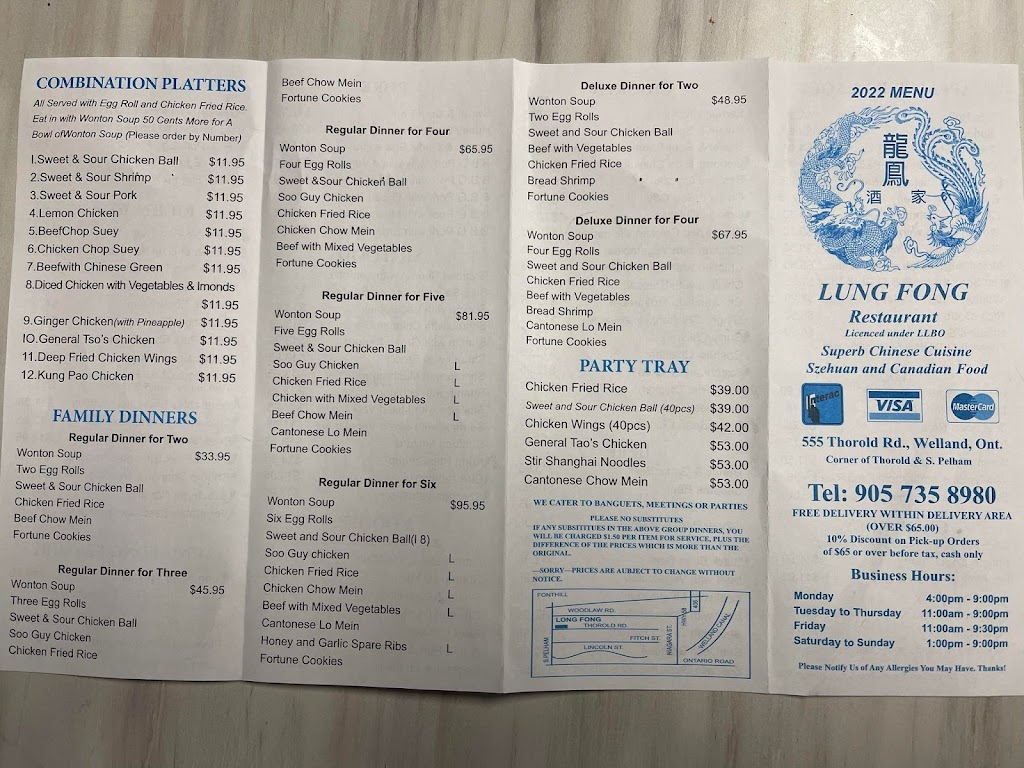 COMBINATION PLATTERS
All Served with Egg Roll and Chicken Fried Rice.
Eat in with Wonton Soup 50 Cents More for A
Bowl ofWonton Soup (Please order by Number)
I.Sweet & Sour Chicken Ball $11.95
2.Sweet & Sour Shrimp $11.95
3.Sweet & Sour Pork $11.95
4.Lemon Chicken $11.95
5.BeefChop Suey $11.95
6.Chicken Chop Suey $11.95
7.Beefwith Chinese Green $11.95
8.Diced Chicken with Vegetables & Imonds
$11.95
9.Ginger Chicken(with Pineapple) $11.95
IO.General Tso's Chicken $11.95
11.Deep Fried Chicken Wings $11.95
12.Kung Pao Chicken $11.95
FAMILY DINNERS
Regular Dinner for Two
Wonton Soup $33.95
Two Egg Rolls
Sweet & Sour Chicken Ball
Chicken Fried Rice
Beef Chow Mein
Fortune Cookies
Regular Dinner for Three
Wonton Soup $45.95
Three Egg Rolls
Sweet & Sour Chicken Ball
Soo Guy Chicken
Chicken Fried Rice
Beef Chow Mein
Fortune Cookies
Regular Dinner for Four
Wonton Soup $65.95
Four Egg Rolls
Sweet &Sour Chicken Ball
Soo Guy Chicken
Chicken Fried Rice
Chicken Chow Mein
Beef with Mixed Vegetables
Fortune Cookies
Regular Dinner for Five
Wonton Soup $81.95
Five Egg Rolls
Sweet & Sour Chicken Ball
Soo Guy Chicken L
Chicken Fried Rice L
Chicken with Mixed Vegetables L
Beef Chow Mein L
Cantonese Lo Mein
Fortune Cookies
Regular Dinner for Six
Wonton Soup $95.95
Six Egg Rolls
Sweet and Sour Chicken Ball(l 8)
Soo Guy chicken L
Chicken Fried Rice L
Chicken Chow Mein L
Beef with Mixed Vegetables L
Cantonese Lo Mein
Honey and Garlic Spare Ribs L
Fortune Cookies
Deluxe Dinner for Two
Wonton Soup $48.95
Two Egg Rolls
Sweet and Sour Chicken Ball
Beef with Vegetables
Chicken Fried Rice
Bread Shrimp
Fortune Cookies
Deluxe Dinner for Four
Wonton Soup $67.95
Four Egg Rolls
Sweet and Sour Chicken Ball
Chicken Fried Rice
Beef with Vegetables
Bread Shrimp
Cantonese Lo Mein
Fortune Cookies
PARTY TRAY
Chicken Fried Rice $39.00
Sweet and Sour Chicken Ball (40pcs) $39.00
Chicken Wings (40pcs) $42.00
General Tao's Chicken $53.00
Stir Shanghai Noodles $53.00
Cantonese Chow Mein $53.00
WE CATER TO BANGUETS, MEETINGS OR PARTIES
PLEASE NO SUBSTITUTES
IF ANY SUBSITITUES IN THE ABOVE GROUP DINNERS, YOU
WILL BE CHARGED $1.50 PER ITEM FOR SERVICE, PLUS THE
DIFFERENCE OF THE PRICES WHICH IS MORE THAN THE
ORIGINAL.
—SORRY—PRICES ARE AUBJECT TO CHANGE WITHOUT
NOTICE.
FONTHILL
WOODLAW RD.
LONG FONG
THOROLD RD.
FITCH ST.
LINCOLN ST.
S.PELHAM
NIAGARA ST.
HWY#
406
WELLAND CANAL
ONTARIO ROAD
2022 MENU
龍鳳
酒家
LUNG FONG
Restaurant
Licenced under LLBO
Superb Chinese Cuisine
Szehuan and Canadian Food
Interac
VISA
MasterCard
555 Thorold Rd., Welland, Ont.
Corner of Thorold & S. Pelham
Tel: 905 735 8980
FREE DELIVERY WITHIN DELIVERY AREA
(OVER $65.00)
10% Discount on Pick-up Orders
of $65 or over before tax, cash only
Business Hours:
Monday 4:00pm - 9:00pm
Tuesday to Thursday 11:00am - 9:00pm
Friday 11:00am - 9:30pm
Saturday to Sunday 1:00pm - 9:00pm
Please Notify Us of Any Allergies You May Have. Thanks!